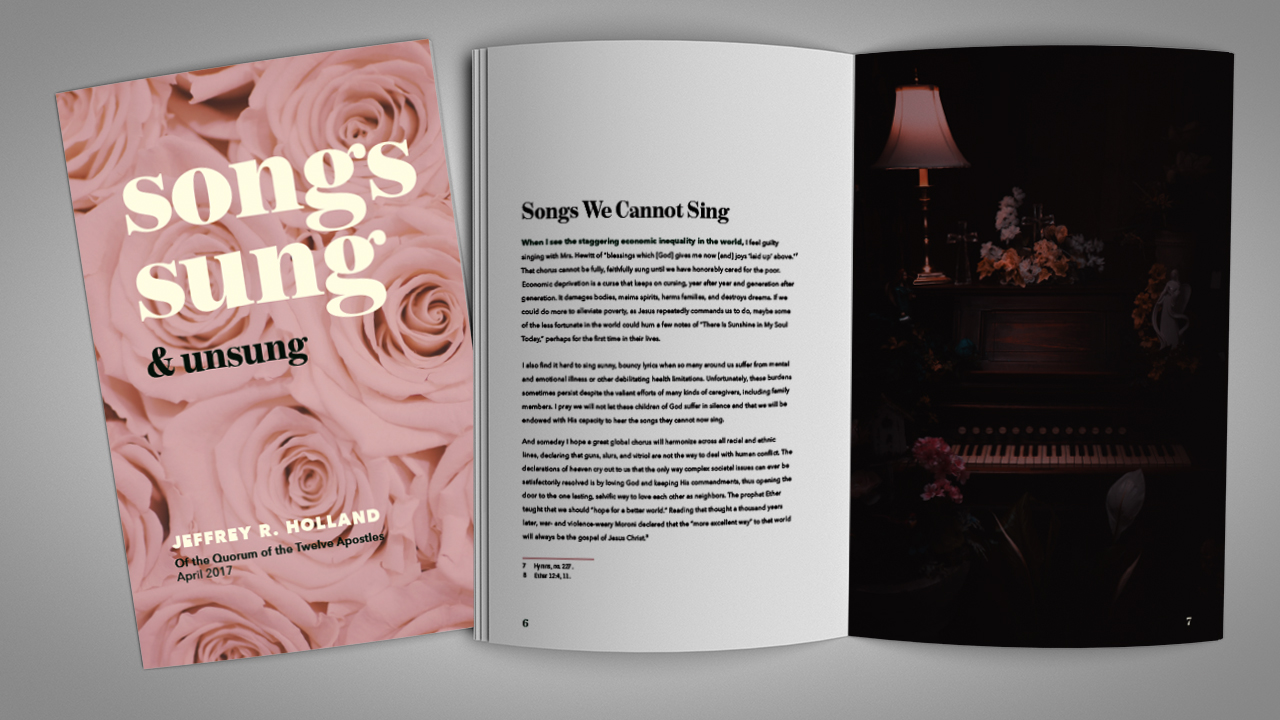 songs
sung
& unsung
JEFFREY R. HOLLAND
Of the Quorum of the Twelve Apostles
April 2017
Songs We Cannot Sing
When I see the staggering economic inequality in the world, I feel guilty
singing with Mrs. Hewitt of “blessings which [God] gives me now [and] joys ‘laid up’ above.”⁷
That chorus cannot be fully, faithfully sung until we have honorably cared for the poor.
Economic deprivation is a curse that keeps on cursing, year after year and generation after
generation. It damages bodies, maims spirits, harms families, and destroys dreams. If we
could do more to alleviate poverty, as Jesus repeatedly commands us to do, maybe some
of the less fortunate in the world could hum a few notes of “There Is Sunshine in My Soul
Today,” perhaps for the first time in their lives.
I also find it hard to sing sunny, bouncy lyrics when so many around us suffer from mental
and emotional illness or other debilitating health limitations. Unfortunately, these burdens
sometimes persist despite the valiant efforts of many kinds of caregivers, including family
members. I pray we will not let these children of God suffer in silence and that we will be
endowed with His capacity to hear the songs they cannot now sing.
And someday I hope a great global chorus will harmonize across all racial and ethnic
lines, declaring that guns, slurs, and vitriol are not the way to deal with human conflict. The
declarations of heaven cry out to us that the only way complex societal issues can ever be
satisfactorily resolved is by loving God and keeping His commandments, thus opening the
door to the one lasting, selvific way to love each other as neighbors. The prophet Ether
taught that we should “hope for a better world.” Reading that thought a thousand years
later, war- and violence-weary Moroni declared that the “more excellent way” to that world
will always be the gospel of Jesus Christ.⁸
7 Hymns, no. 227.
8 Ether 12:4, 11.
6
7